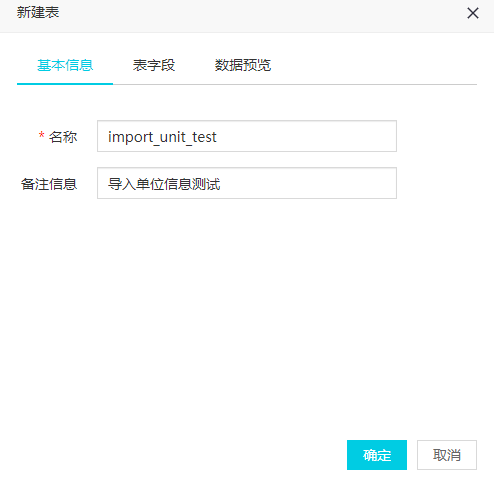 新建表
基本信息 表字段 数据预览
* 名称 import_unit_test
备注信息 导入单位信息测试
确定 取消